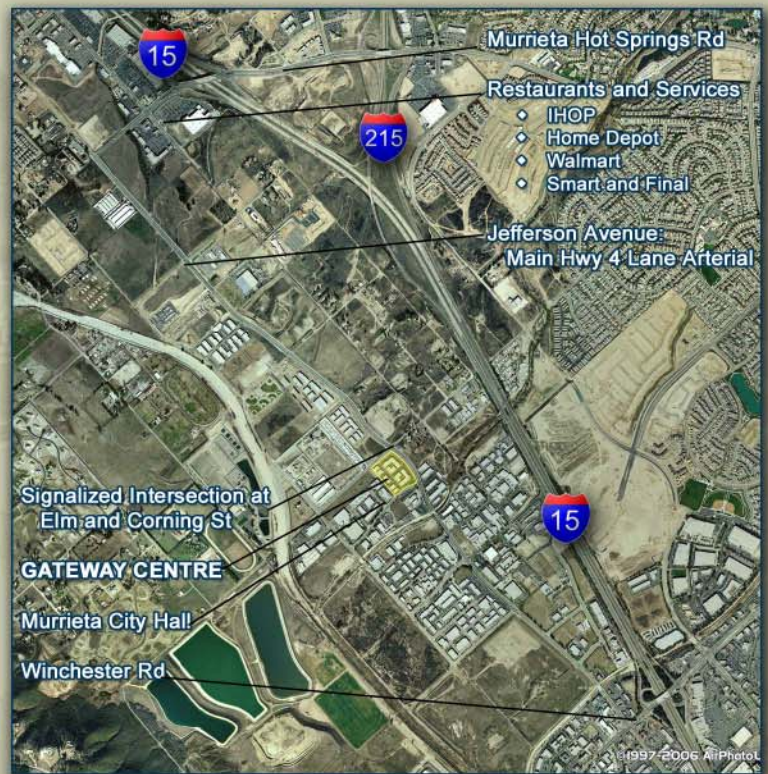 15
Murrieta Hot Springs Rd
Restaurants and Services
IHOP
215
Home Depot
Walmart
Smart and Final
Jefferson Avenue:
Main Hwy 4 Lane Arterial
Signalized Intersection at
Elm and Corning St
15
GATEWAY CENTRE
Murrieta City Hall
Winchester Rd
©1997-2006 AirPhotoU